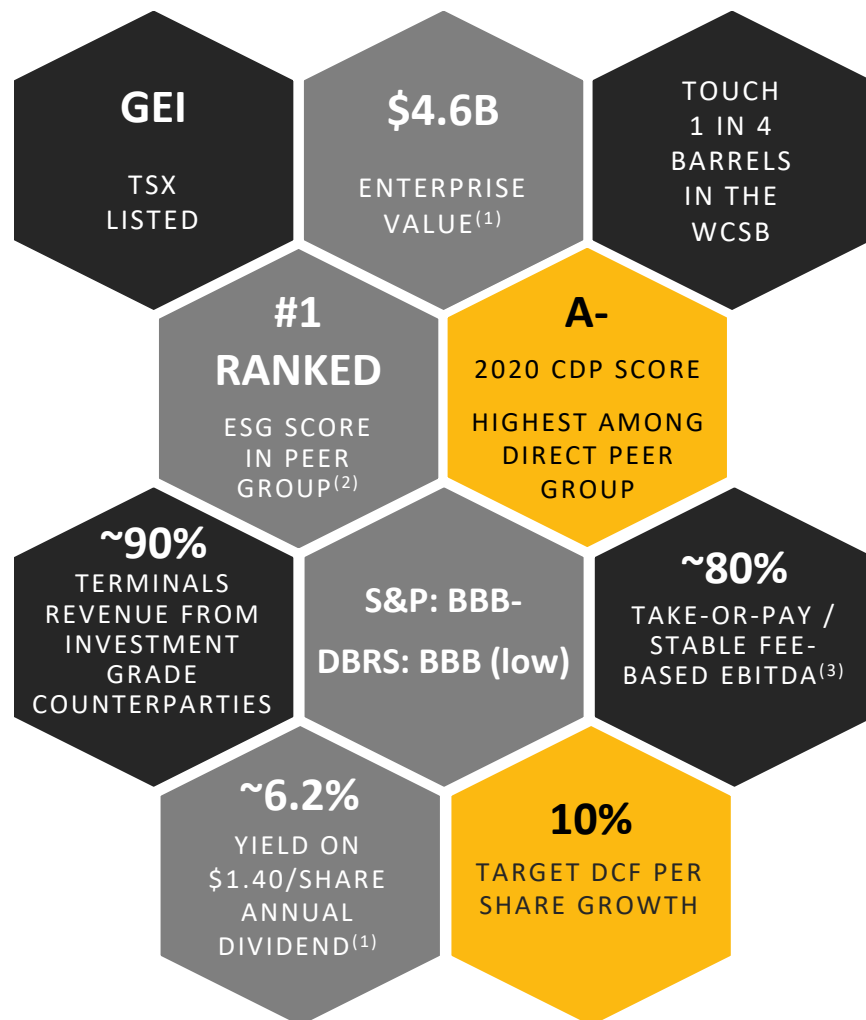 GEI
TSX
LISTED
$4.6B
ENTERPRISE
VALUE(1)
TOUCH
1 IN 4
BARRELS
IN THE
WCSB
#1
RANKED
ESG SCORE
IN PEER
GROUP(2)
A-
2020 CDP SCORE
HIGHEST AMONG
DIRECT PEER
GROUP
~90%
TERMINALS
REVENUE FROM
INVESTMENT
GRADE
COUNTERPARTIES
S&P: BBB-
DBRS: BBB (low)
~80%
TAKE-OR-PAY /
STABLE FEE-
BASED EBITDA(3)
~6.2%
YIELD ON
$1.40/SHARE
ANNUAL
DIVIDEND(1)
10%
TARGET DCF PER
SHARE GROWTH